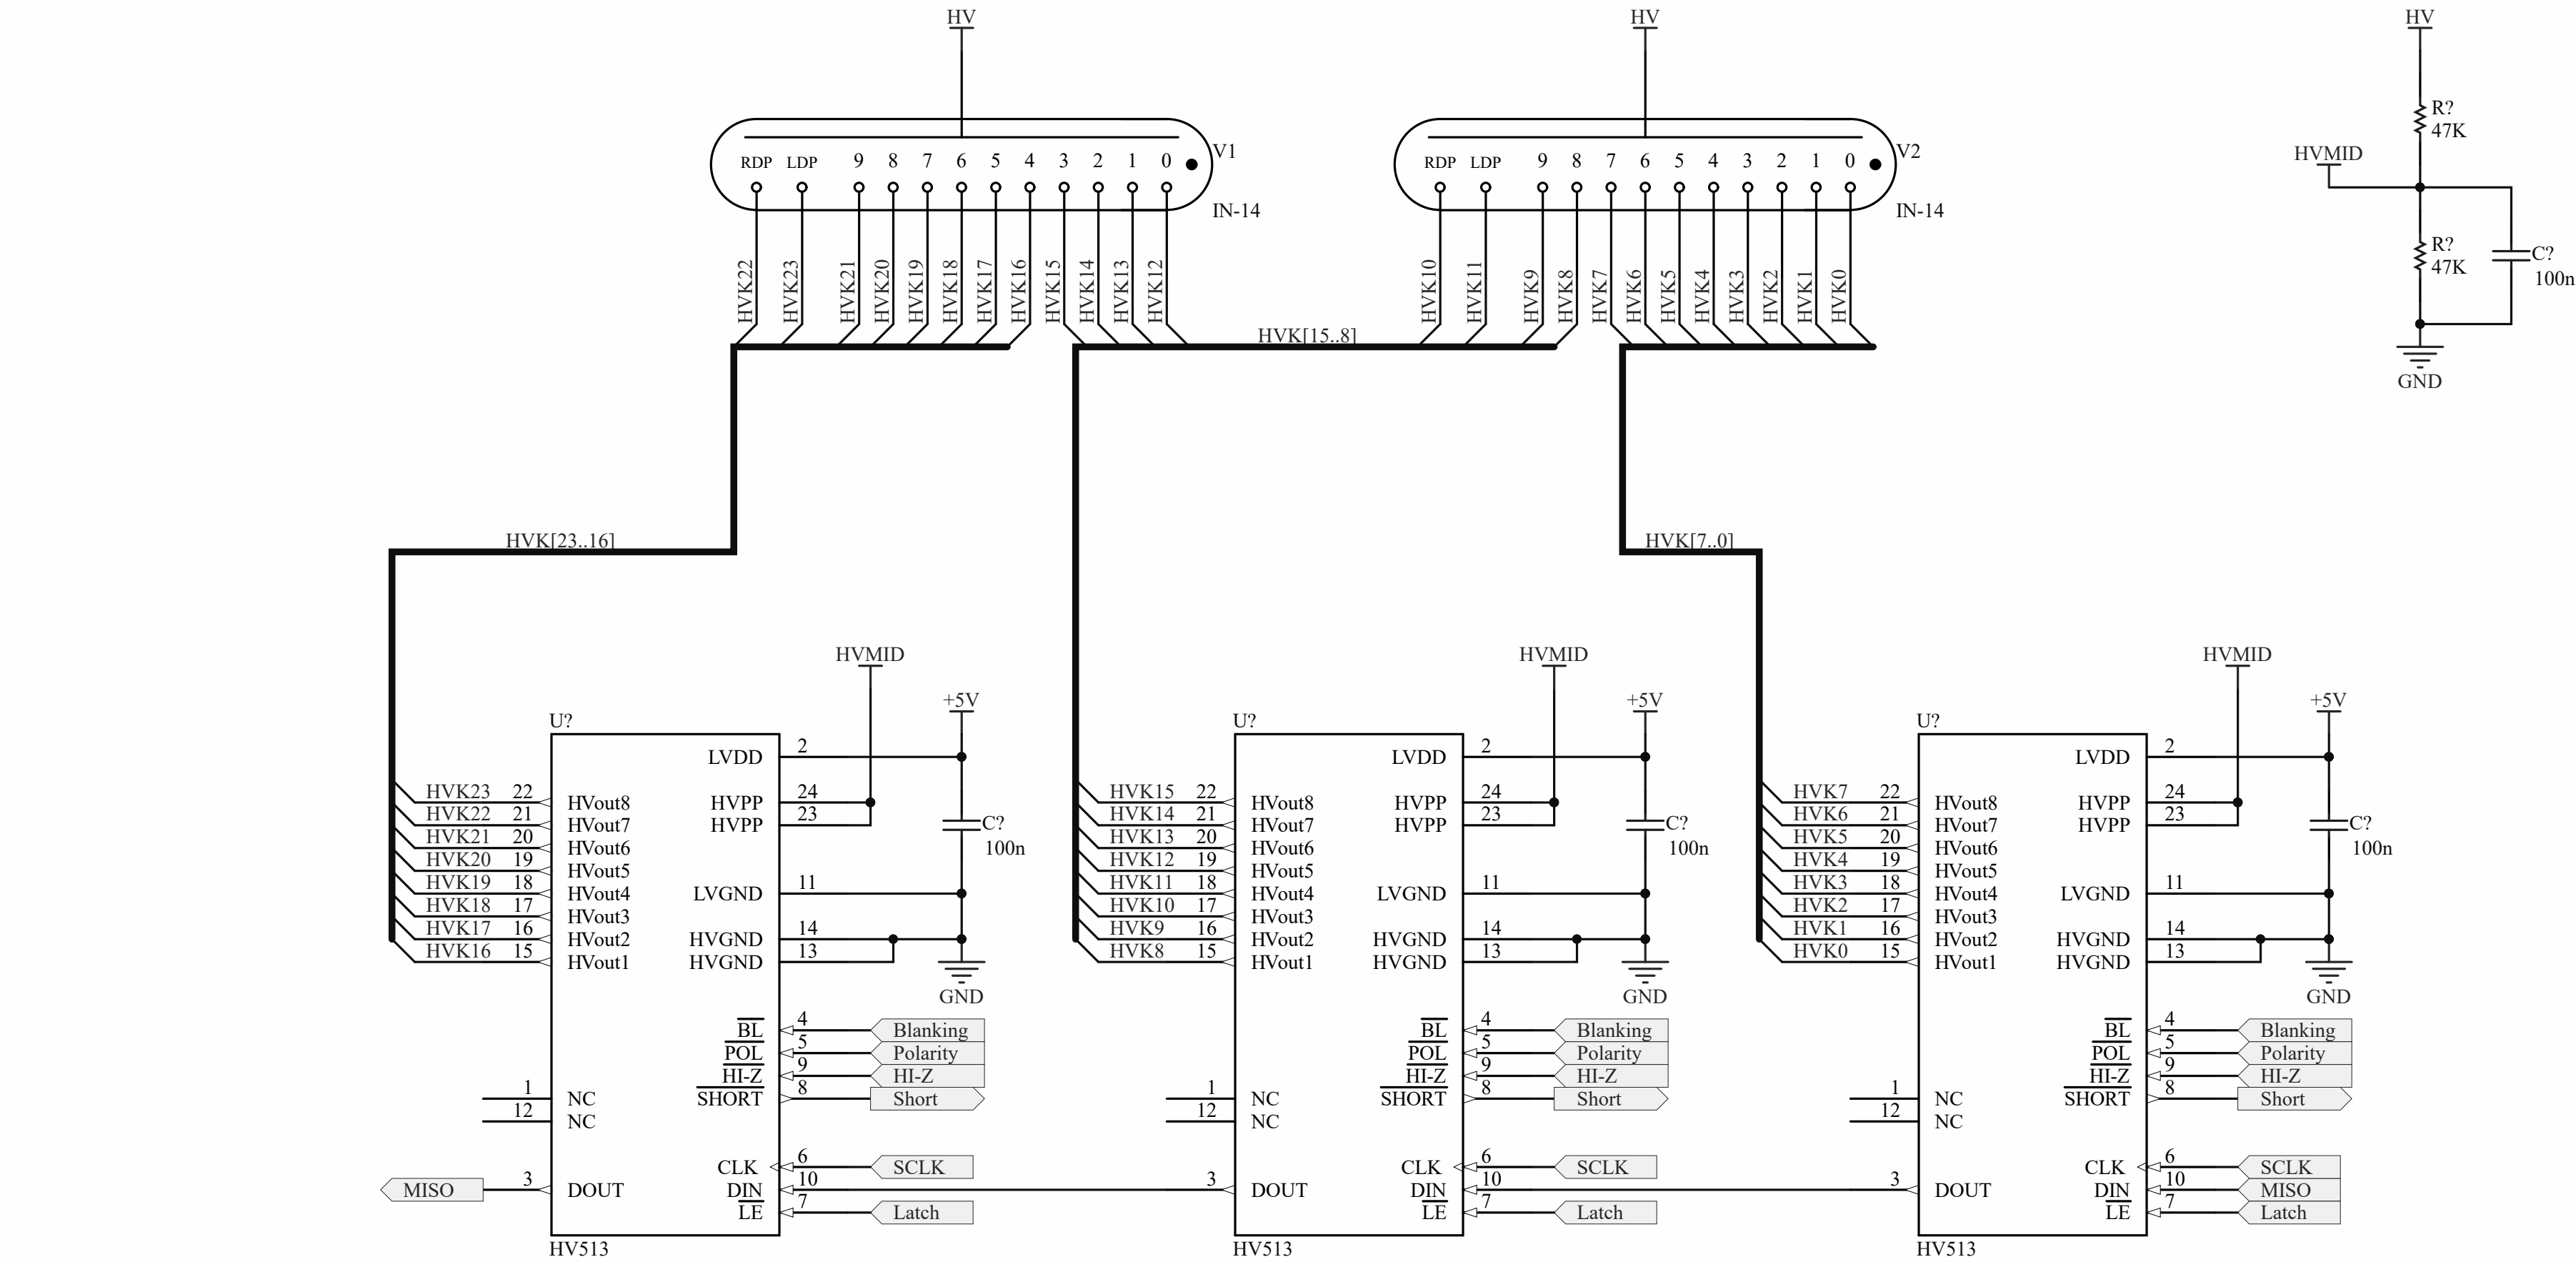 HV
HV
HV
RDP LDP 9 8 7 6 5 4 3 2 1 0
V1
IN-14
RDP LDP 9 8 7 6 5 4 3 2 1 0
V2
IN-14
R?
47K
HVMID
R?
47K
C?
100n
GND
HVK22 HVK23 HVK21 HVK20 HVK19 HVK18 HVK17 HVK16 HVK15 HVK14 HVK13 HVK12
HVK10 HVK11 HVK9 HVK8 HVK7 HVK6 HVK5 HVK4 HVK3 HVK2 HVK1 HVK0
HVK[15..8]
HVK[23..16]
HVK[7..0]
HVMID
+5V
U?
LVDD 2
HVK23 22 HVout8 HVPP 24
HVK22 21 HVout7 HVPP 23
C?
100n
HVK21 20 HVout6
HVK20 19 HVout5
HVK19 18 HVout4 LVGND 11
HVK18 17 HVout3
HVK17 16 HVout2 HVGND 14
HVK16 15 HVout1 HVGND 13
GND
BL 4 Blanking
POL 5 Polarity
HI-Z 9 HI-Z
1 NC SHORT 8 Short
12 NC
CLK 6 SCLK
MISO 3 DOUT DIN 10
LE 7 Latch
HV513
HVMID
+5V
U?
LVDD 2
HVK15 22 HVout8 HVPP 24
HVK14 21 HVout7 HVPP 23
C?
100n
HVK13 20 HVout6
HVK12 19 HVout5
HVK11 18 HVout4 LVGND 11
HVK10 17 HVout3
HVK9 16 HVout2 HVGND 14
HVK8 15 HVout1 HVGND 13
GND
BL 4 Blanking
POL 5 Polarity
HI-Z 9 HI-Z
1 NC SHORT 8 Short
12 NC
CLK 6 SCLK
3 DOUT DIN 10
LE 7 Latch
HV513
HVMID
+5V
U?
LVDD 2
HVK7 22 HVout8 HVPP 24
HVK6 21 HVout7 HVPP 23
C?
100n
HVK5 20 HVout6
HVK4 19 HVout5
HVK3 18 HVout4 LVGND 11
HVK2 17 HVout3
HVK1 16 HVout2 HVGND 14
HVK0 15 HVout1 HVGND 13
GND
BL 4 Blanking
POL 5 Polarity
HI-Z 9 HI-Z
1 NC SHORT 8 Short
12 NC
CLK 6 SCLK
3 DOUT DIN 10 MISO
LE 7 Latch
HV513